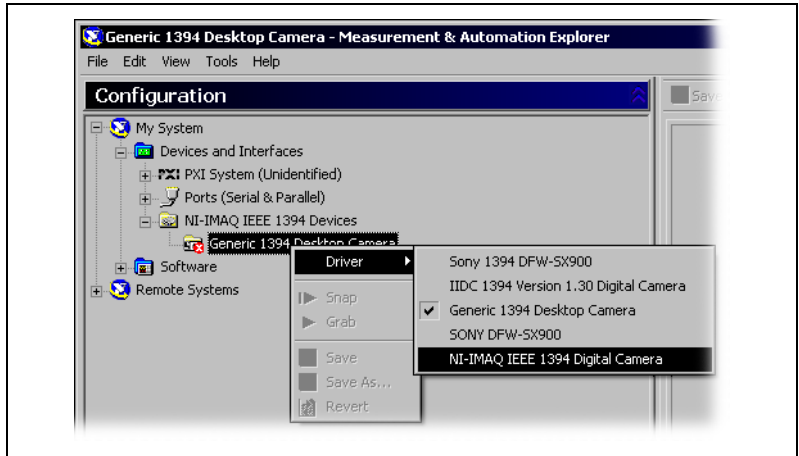 Generic 1394 Desktop Camera - Measurement & Automation Explorer
File Edit View Tools Help
Configuration
Save
My System
Devices and Interfaces
PXI PXI System (Unidentified)
Ports (Serial & Parallel)
NI-IMAQ IEEE 1394 Devices
Generic 1394 Desktop Camera
Software
Remote Systems
Driver
Snap
Grab
Save
Save As...
Revert
Sony 1394 DFW-SX900
IIDC 1394 Version 1.30 Digital Camera
Generic 1394 Desktop Camera
SONY DFW-SX900
NI-IMAQ IEEE 1394 Digital Camera